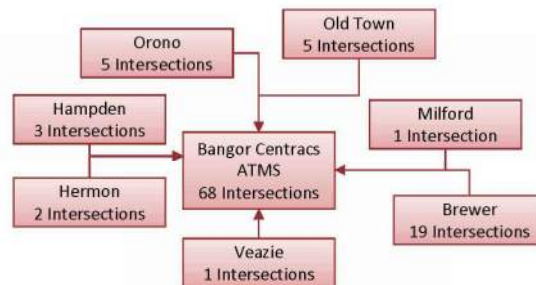 Old Town
5 Intersections
Orono
5 Intersections
Hampden
3 Intersections
Milford
1 Intersection
Bangor Centracs
ATMS
68 Intersections
Hermon
2 Intersections
Brewer
19 Intersections
Veazie
1 Intersections